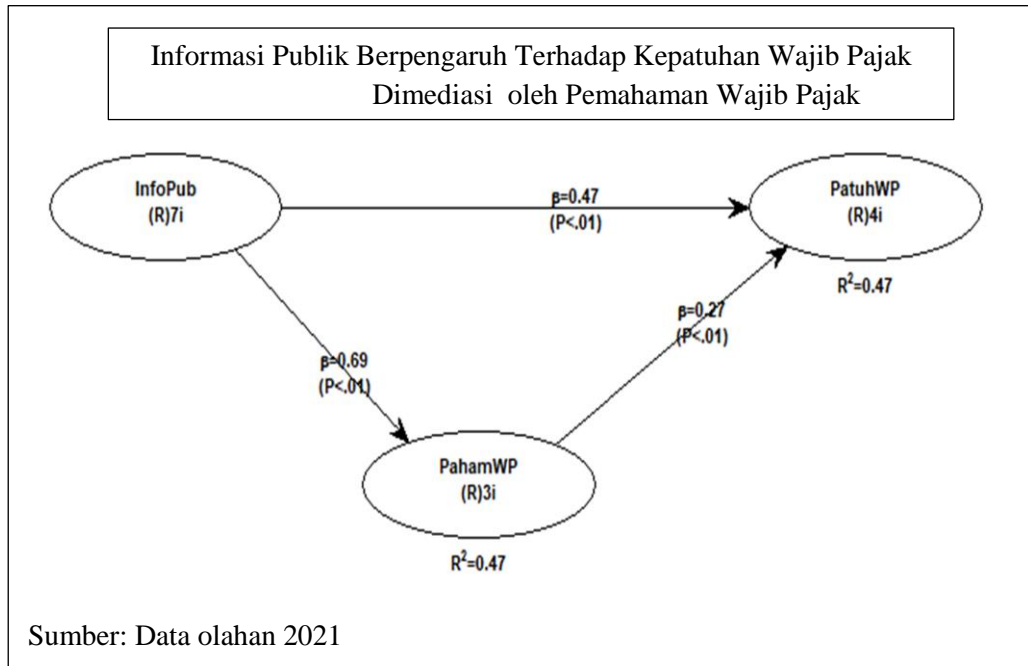 Informasi Publik Berpengaruh Terhadap Kepatuhan Wajib Pajak
Dimediasi oleh Pemahaman Wajib Pajak
InfoPub
(R)7i
β=0.47
(P<.01)
PatuhWP
(R)4i
R²=0.47
β=0.27
(P<.01)
β=0.69
(P<.01)
PahamWP
(R)3i
R²=0.47
Sumber: Data olahan 2021